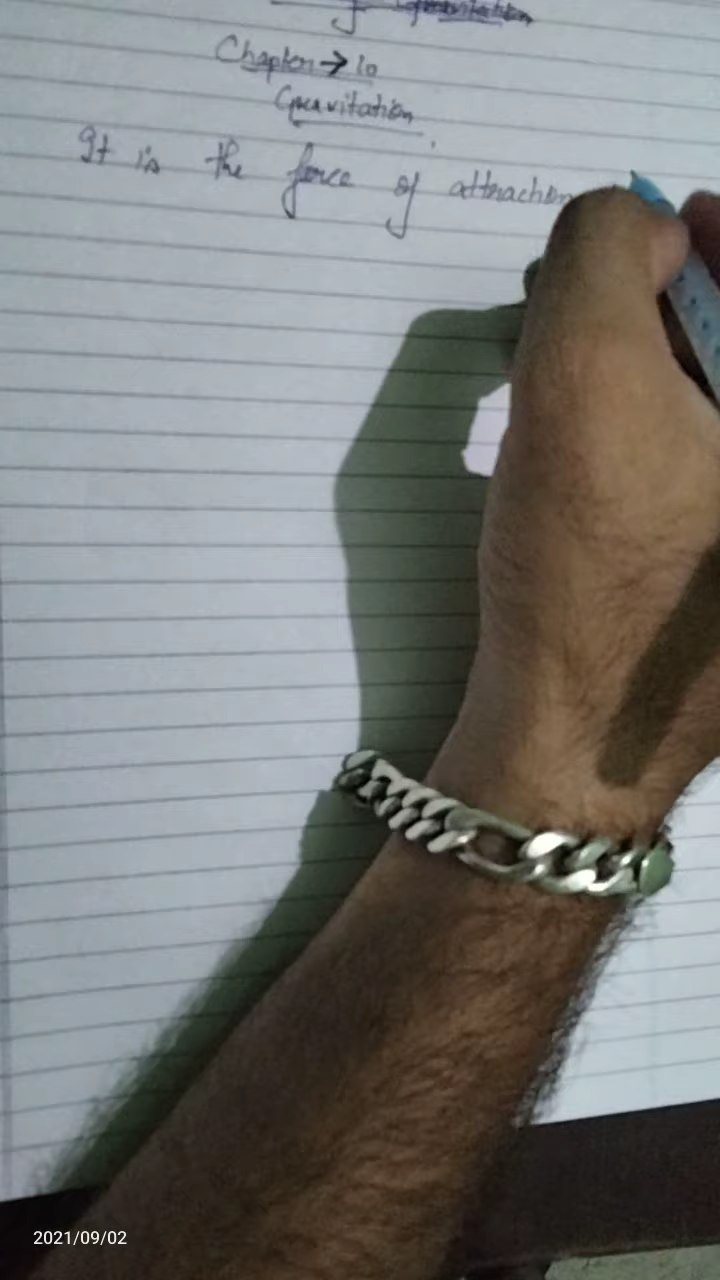 Chapter → 10
Gravitation
It is the force of attraction
2021/09/02